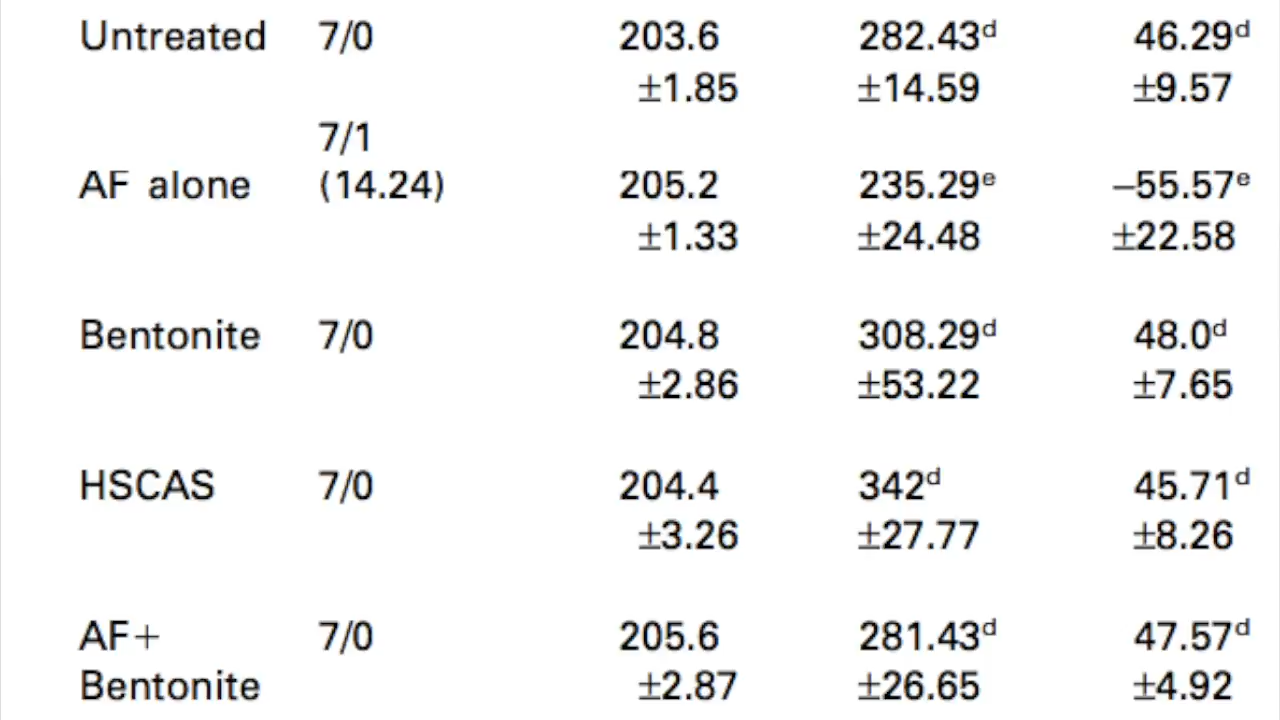 Untreated 7/0 203.6 282.43ᵈ 46.29ᵈ
±1.85 ±14.59 ±9.57
7/1
AF alone (14.24) 205.2 235.29ᵉ –55.57ᵉ
±1.33 ±24.48 ±22.58
Bentonite 7/0 204.8 308.29ᵈ 48.0ᵈ
±2.86 ±53.22 ±7.65
HSCAS 7/0 204.4 342ᵈ 45.71ᵈ
±3.26 ±27.77 ±8.26
AF+ 7/0 205.6 281.43ᵈ 47.57ᵈ
Bentonite ±2.87 ±26.65 ±4.92